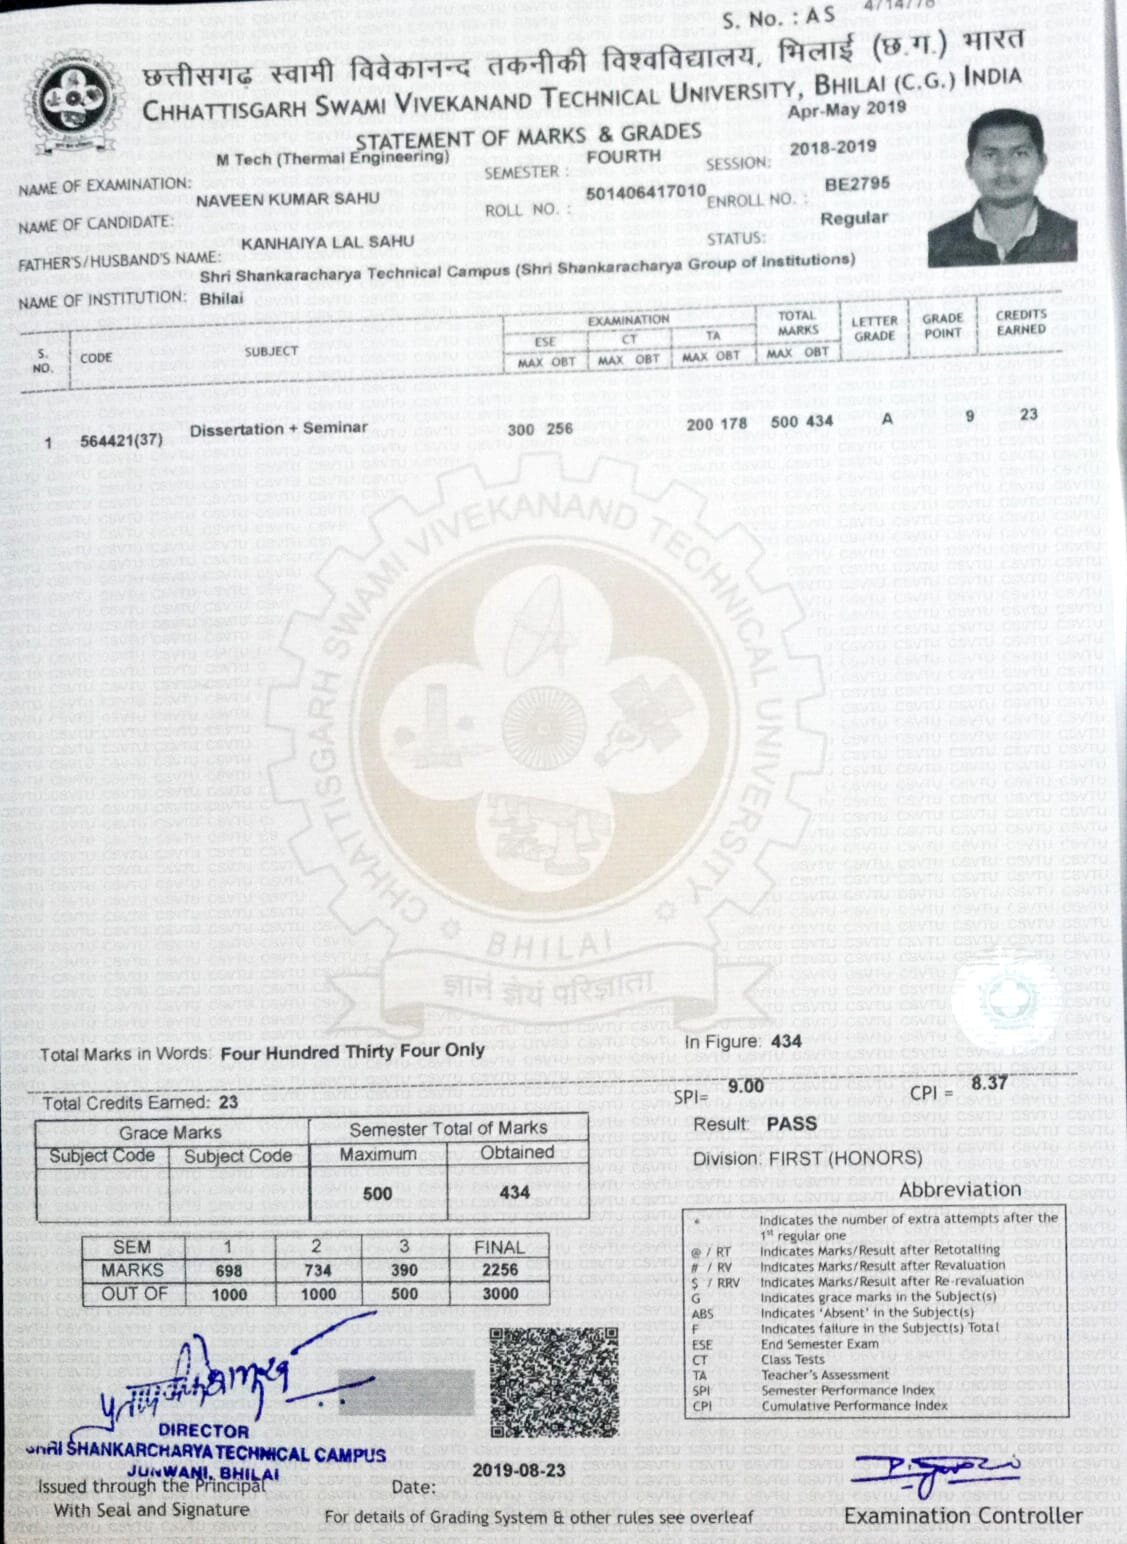 S. No. : AS 4714778
छत्तीसगढ़ स्वामी विवेकानन्द तकनीकी विश्वविद्यालय, भिलाई (छ.ग.) भारत
CHHATTISGARH SWAMI VIVEKANAND TECHNICAL UNIVERSITY, BHILAI (C.G.) INDIA
STATEMENT OF MARKS & GRADES Apr-May 2019
NAME OF EXAMINATION: M Tech (Thermal Engineering) SEMESTER : FOURTH SESSION: 2018-2019
NAME OF CANDIDATE: NAVEEN KUMAR SAHU ROLL NO. : 501406417010 ENROLL NO. : BE2795
FATHER'S/HUSBAND'S NAME: KANHAIYA LAL SAHU STATUS: Regular
NAME OF INSTITUTION: Shri Shankaracharya Technical Campus (Shri Shankaracharya Group of Institutions)
Bhilai
S. NO. CODE SUBJECT EXAMINATION TOTAL MARKS LETTER GRADE GRADE POINT CREDITS EARNED
ESE CT TA
MAX OBT MAX OBT MAX OBT MAX OBT
1 564421(37) Dissertation + Seminar 300 256 200 178 500 434 A 9 23
CHHATTISGARH SWAMI VIVEKANAND TECHNICAL UNIVERSITY
BHILAI
ज्ञानं ज्ञेयं परिज्ञाता
Total Marks in Words: Four Hundred Thirty Four Only In Figure: 434
Total Credits Earned: 23 SPI= 9.00 CPI = 8.37
Grace Marks Semester Total of Marks
Subject Code Subject Code Maximum Obtained
500 434
Result: PASS
Division: FIRST (HONORS)
SEM 1 2 3 FINAL
MARKS 698 734 390 2256
OUT OF 1000 1000 500 3000
Abbreviation
* Indicates the number of extra attempts after the
1st regular one
@ / RT Indicates Marks/Result after Retotalling
# / RV Indicates Marks/Result after Revaluation
$ / RRV Indicates Marks/Result after Re-revaluation
G Indicates grace marks in the Subject(s)
ABS Indicates 'Absent' in the Subject(s)
F Indicates failure in the Subject(s) Total
ESE End Semester Exam
CT Class Tests
TA Teacher's Assessment
SPI Semester Performance Index
CPI Cumulative Performance Index
DIRECTOR
SHRI SHANKARCHARYA TECHNICAL CAMPUS
JUNWANI, BHILAI
Issued through the Principal
With Seal and Signature
Date: 2019-08-23
For details of Grading System & other rules see overleaf
Examination Controller